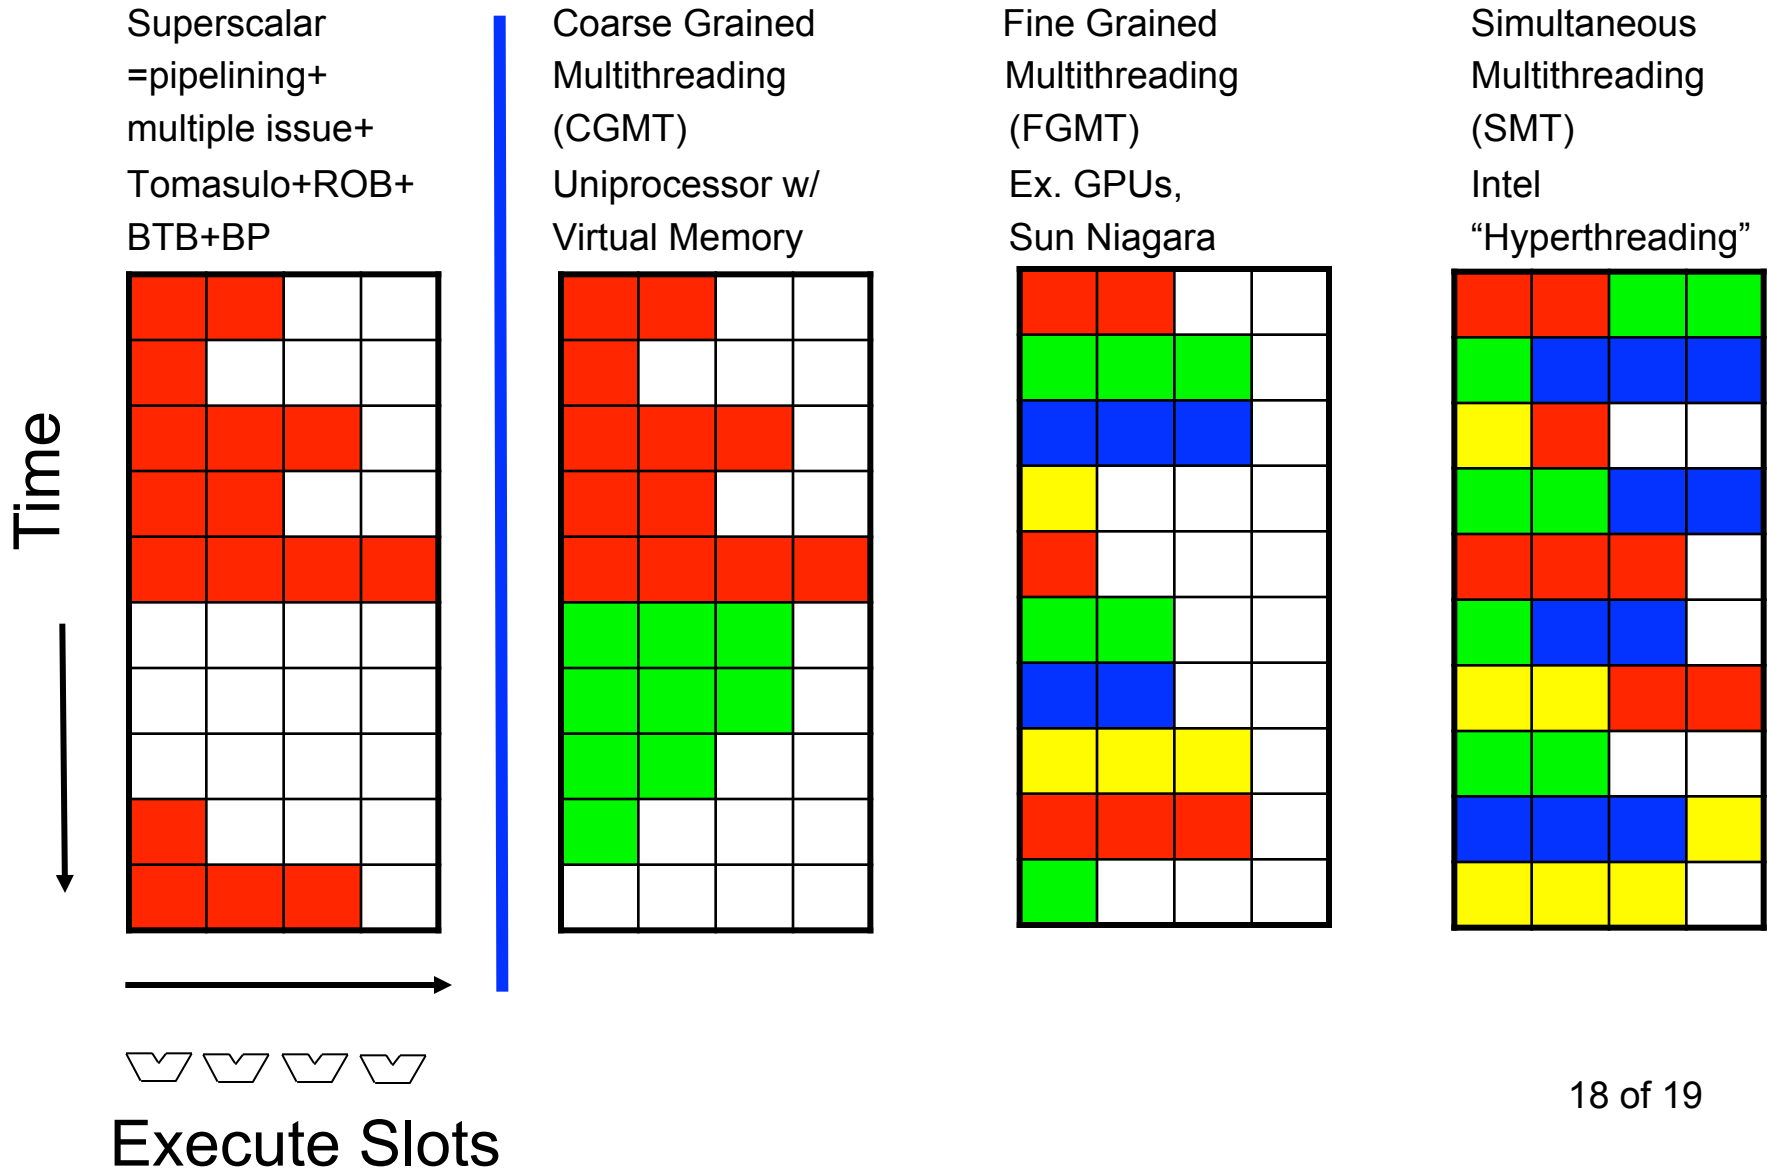 Superscalar
=pipelining+
multiple issue+
Tomasulo+ROB+
BTB+BP
Coarse Grained
Multithreading
(CGMT)
Uniprocessor w/
Virtual Memory
Fine Grained
Multithreading
(FGMT)
Ex. GPUs,
Sun Niagara
Simultaneous
Multithreading
(SMT)
Intel
“Hyperthreading”
Time
Execute Slots
18 of 19